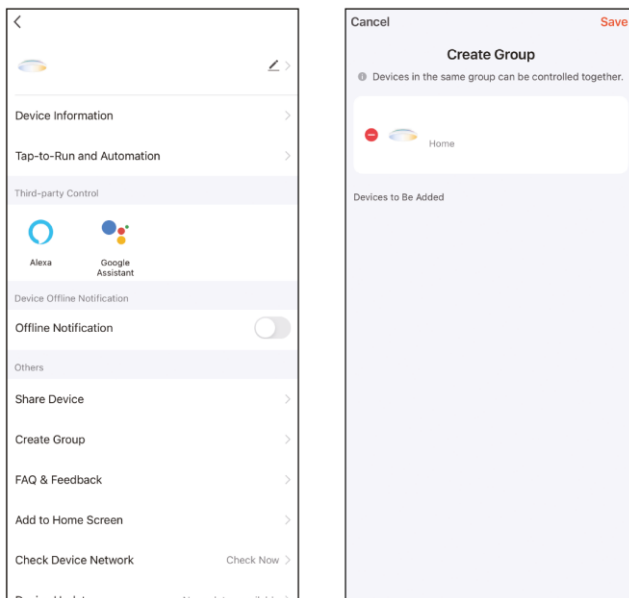 Device Information
Tap-to-Run and Automation
Third-party Control
Alexa
Google
Assistant
Device Offline Notification
Offline Notification
Others
Share Device
Create Group
FAQ & Feedback
Add to Home Screen
Check Device Network Check Now
Cancel Save
Create Group
Devices in the same group can be controlled together.
Home
Devices to Be Added